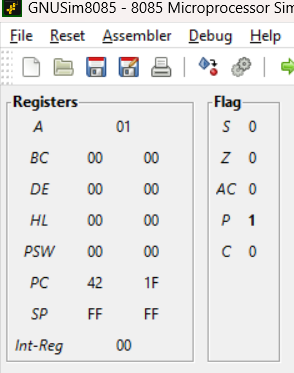 GNUSim8085 - 8085 Microprocessor Sim
File Reset Assembler Debug Help
Registers
A 01
BC 00 00
DE 00 00
HL 00 00
PSW 00 00
PC 42 1F
SP FF FF
Int-Reg 00
Flag
S 0
Z 0
AC 0
P 1
C 0